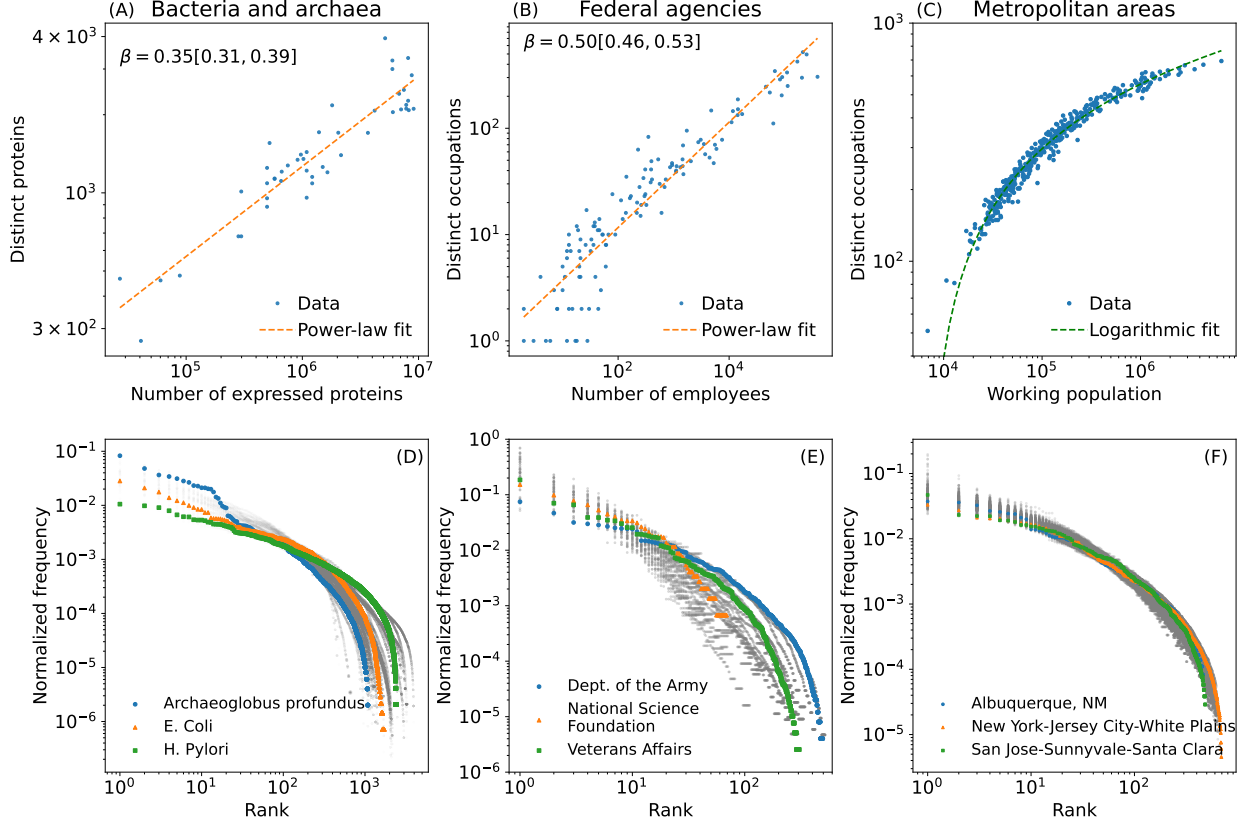 (A) Bacteria and archaea
β = 0.35[0.31, 0.39]
4 × 10³
10³
3 × 10²
Distinct proteins
Data
Power-law fit
10⁵ 10⁶ 10⁷
Number of expressed proteins
(B) Federal agencies
β = 0.50[0.46, 0.53]
10²
10¹
10⁰
Distinct occupations
Data
Power-law fit
10² 10⁴
Number of employees
(C) Metropolitan areas
10³
10²
Distinct occupations
Data
Logarithmic fit
10⁴ 10⁵ 10⁶
Working population
(D)
10⁻¹
10⁻²
10⁻³
10⁻⁴
10⁻⁵
10⁻⁶
Normalized frequency
Archaeoglobus profundus
E. Coli
H. Pylori
10⁰ 10¹ 10² 10³
Rank
(E)
10⁰
10⁻¹
10⁻²
10⁻³
10⁻⁴
10⁻⁵
10⁻⁶
Normalized frequency
Dept. of the Army
National Science
Foundation
Veterans Affairs
10⁰ 10¹ 10²
Rank
(F)
10⁻¹
10⁻²
10⁻³
10⁻⁴
10⁻⁵
Normalized frequency
Albuquerque, NM
New York-Jersey City-White Plains
San Jose-Sunnyvale-Santa Clara
10⁰ 10¹ 10²
Rank